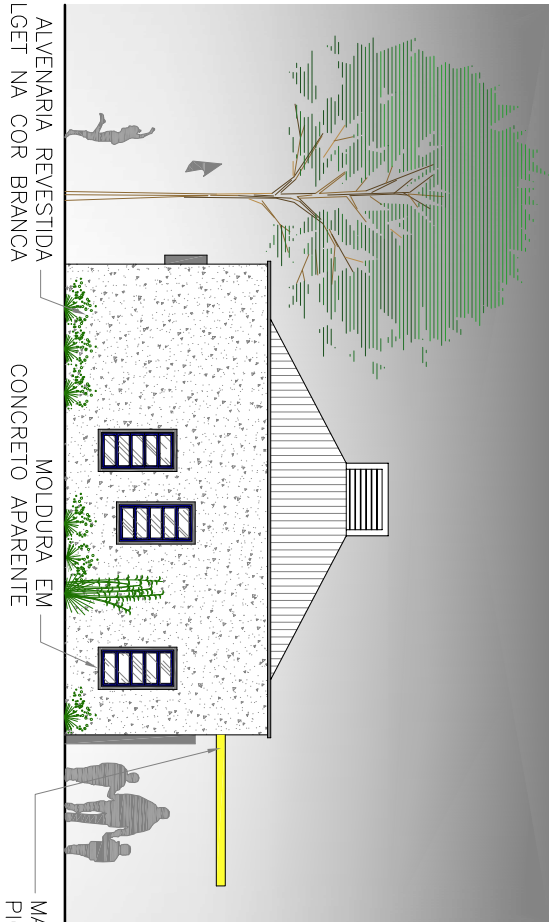 ALVENARIA REVESTIDA
LGET NA COR BRANCA
MOLDURA EM
CONCRETO APARENTE